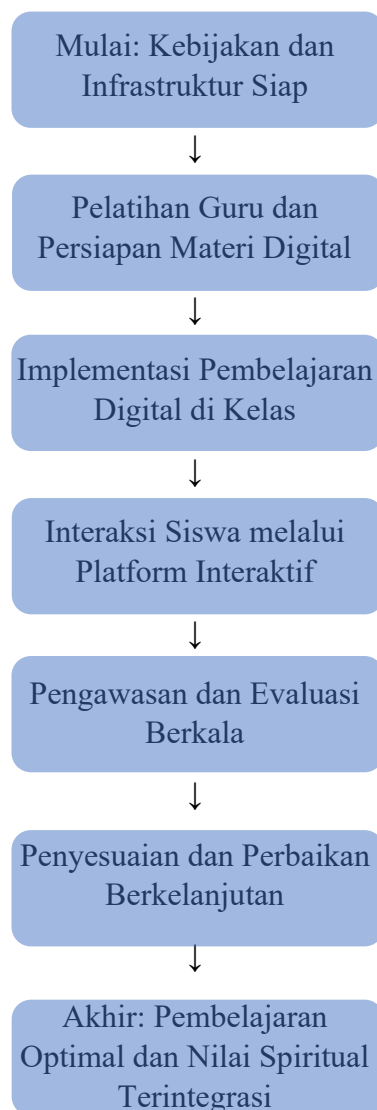 Mulai: Kebijakan dan
Infrastruktur Siap
↓
Pelatihan Guru dan
Persiapan Materi Digital
↓
Implementasi Pembelajaran
Digital di Kelas
↓
Interaksi Siswa melalui
Platform Interaktif
↓
Pengawasan dan Evaluasi
Berkala
↓
Penyesuaian dan Perbaikan
Berkelanjutan
↓
Akhir: Pembelajaran
Optimal dan Nilai Spiritual
Terintegrasi